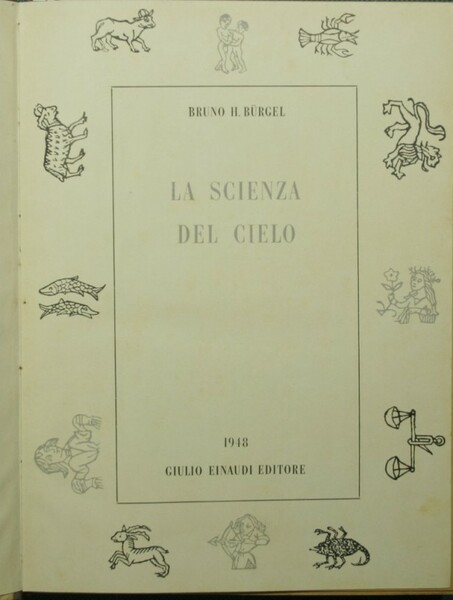 BRUNO H. BÜRGEL
LA SCIENZA
DEL CIELO
1948
GIULIO EINAUDI EDITORE